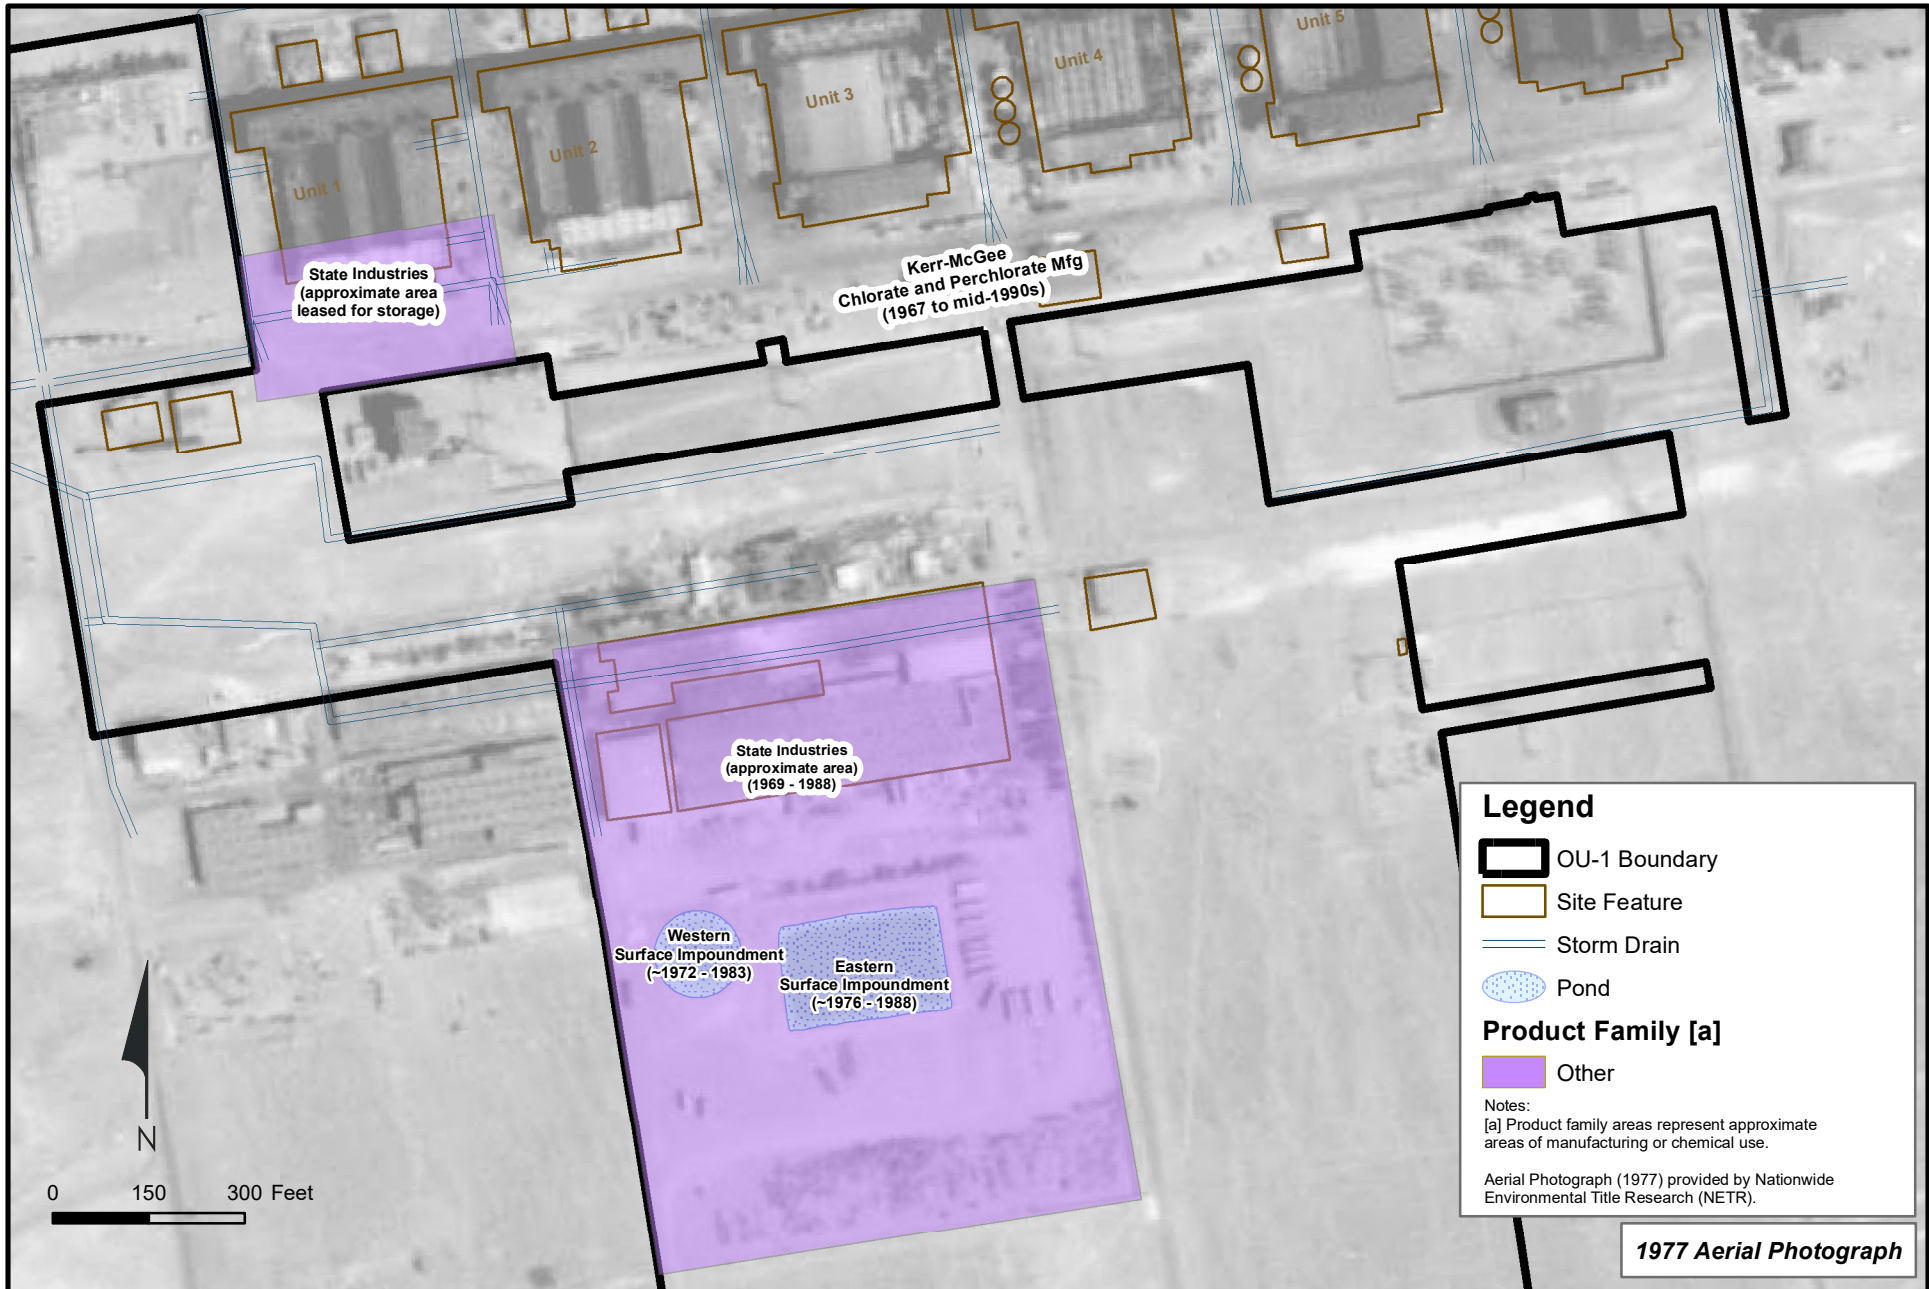 Unit 1
Unit 2
Unit 3
Unit 4
Unit 5
State Industries
(approximate area
leased for storage)
Kerr-McGee
Chlorate and Perchlorate Mfg
(1967 to mid-1990s)
State Industries
(approximate area)
(1969 - 1988)
Western
Surface Impoundment
(~1972 - 1983)
Eastern
Surface Impoundment
(~1976 - 1988)
N
0 150 300 Feet
Legend
OU-1 Boundary
Site Feature
Storm Drain
Pond
Product Family [a]
Other
Notes:
[a] Product family areas represent approximate
areas of manufacturing or chemical use.
Aerial Photograph (1977) provided by Nationwide
Environmental Title Research (NETR).
1977 Aerial Photograph